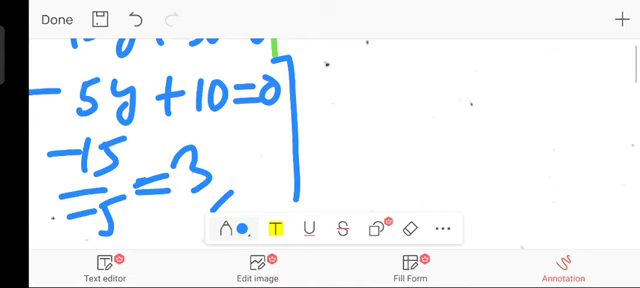 Done
- 5y + 10 = 0
-15
—
-5
= 3
T U S
Text editor Edit image Fill Form Annotation